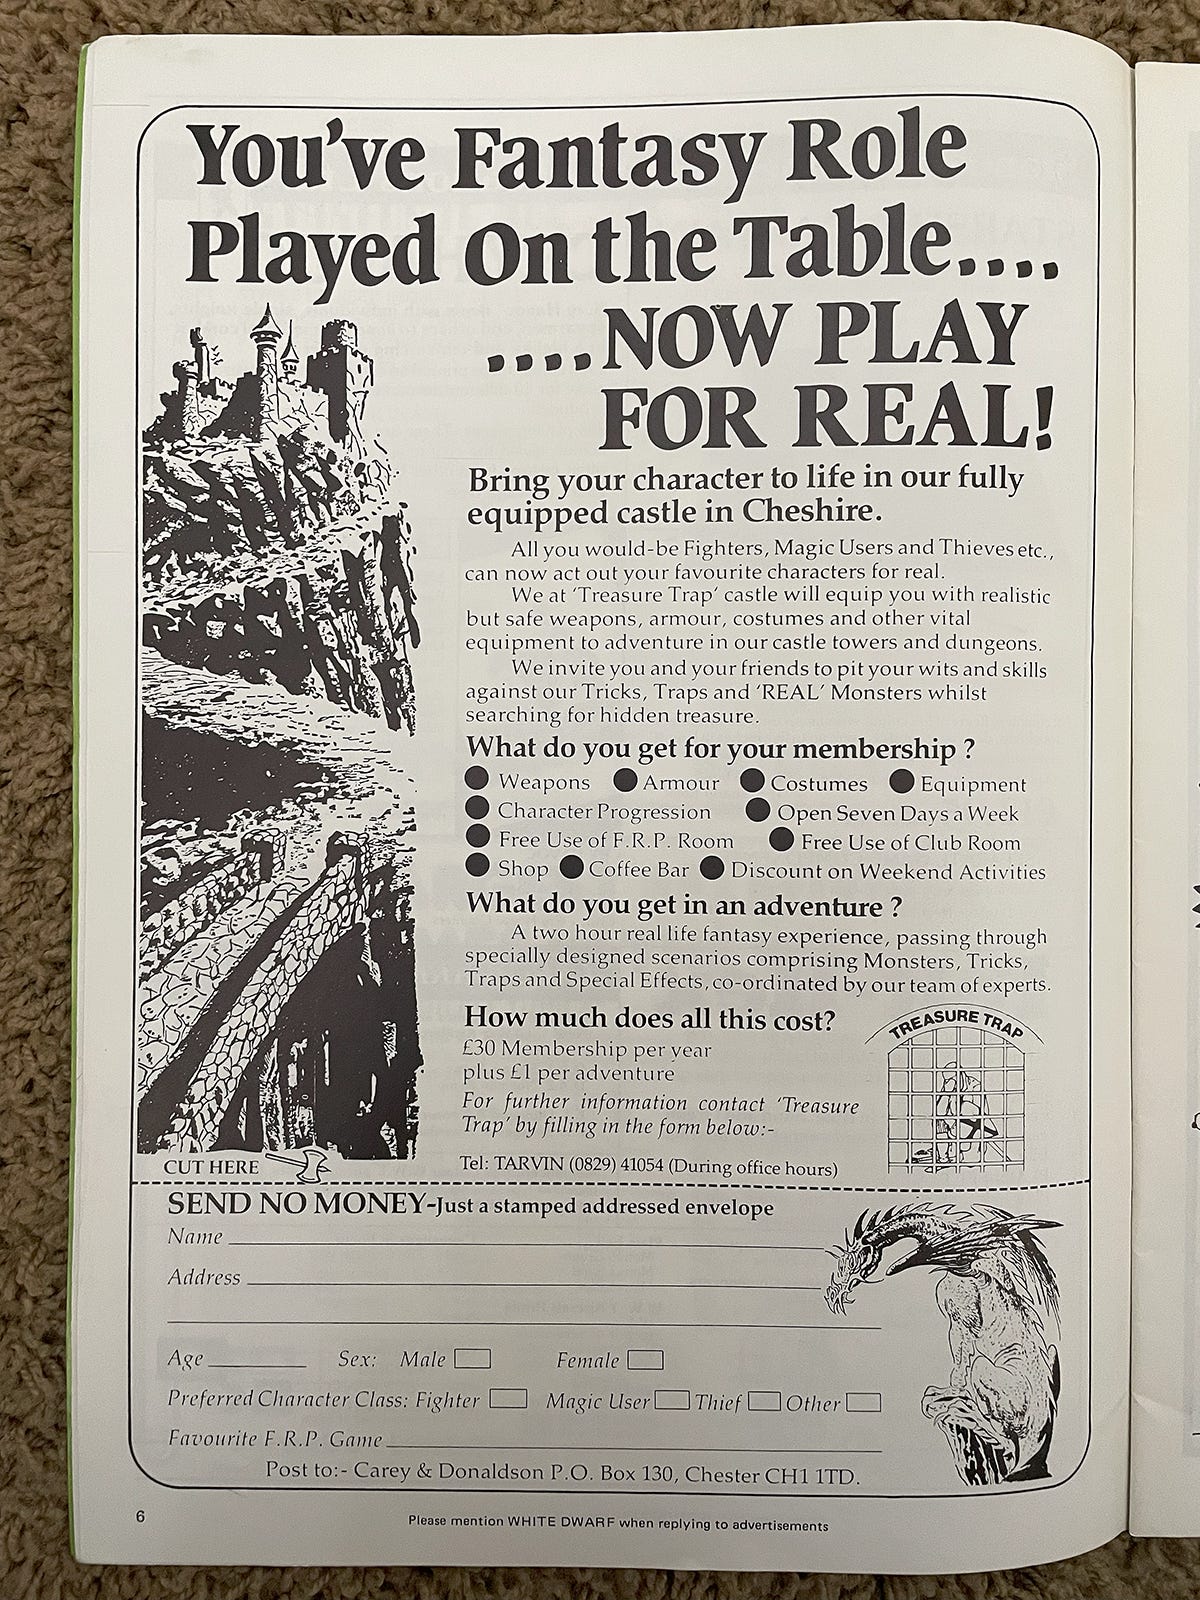 You've Fantasy Role
Played On the Table....
....NOW PLAY
FOR REAL!
Bring your character to life in our fully
equipped castle in Cheshire.
All you would-be Fighters, Magic Users and Thieves etc.,
can now act out your favourite characters for real.
We at 'Treasure Trap' castle will equip you with realistic
but safe weapons, armour, costumes and other vital
equipment to adventure in our castle towers and dungeons.
We invite you and your friends to pit your wits and skills
against our Tricks, Traps and 'REAL' Monsters whilst
searching for hidden treasure.
What do you get for your membership ?
● Weapons ● Armour ● Costumes ● Equipment
● Character Progression ● Open Seven Days a Week
● Free Use of F.R.P. Room ● Free Use of Club Room
● Shop ● Coffee Bar ● Discount on Weekend Activities
What do you get in an adventure ?
A two hour real life fantasy experience, passing through
specially designed scenarios comprising Monsters, Tricks,
Traps and Special Effects, co-ordinated by our team of experts.
How much does all this cost?
£30 Membership per year
plus £1 per adventure
For further information contact 'Treasure
Trap' by filling in the form below:-
TREASURE TRAP
Tel: TARVIN (0829) 41054 (During office hours)
CUT HERE
SEND NO MONEY-Just a stamped addressed envelope
Name
Address
Age Sex: Male Female
Preferred Character Class: Fighter Magic User Thief Other
Favourite F.R.P. Game
Post to:- Carey & Donaldson P.O. Box 130, Chester CH1 1TD.
6
Please mention WHITE DWARF when replying to advertisements